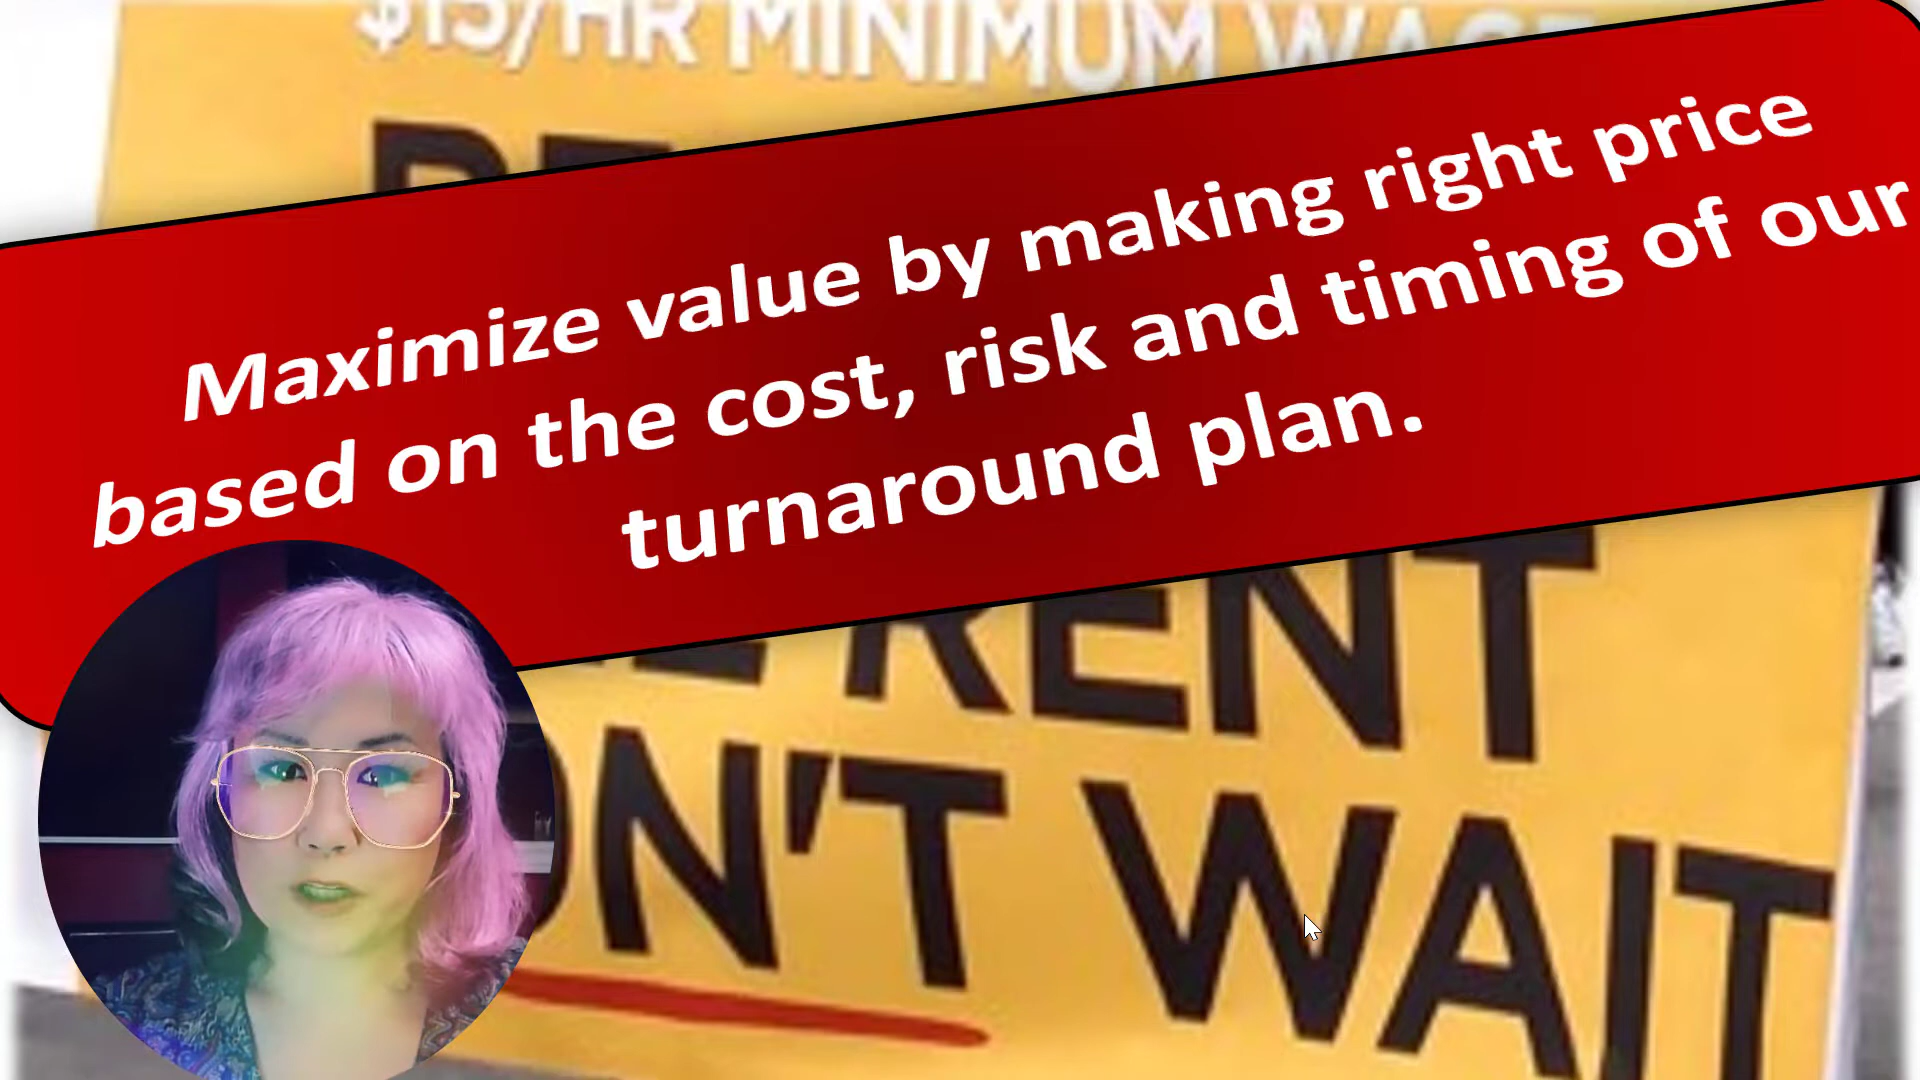 $15/HR MINIMUM WAGE
Maximize value by making right price
based on the cost, risk and timing of our
turnaround plan.
RENT
WAIT